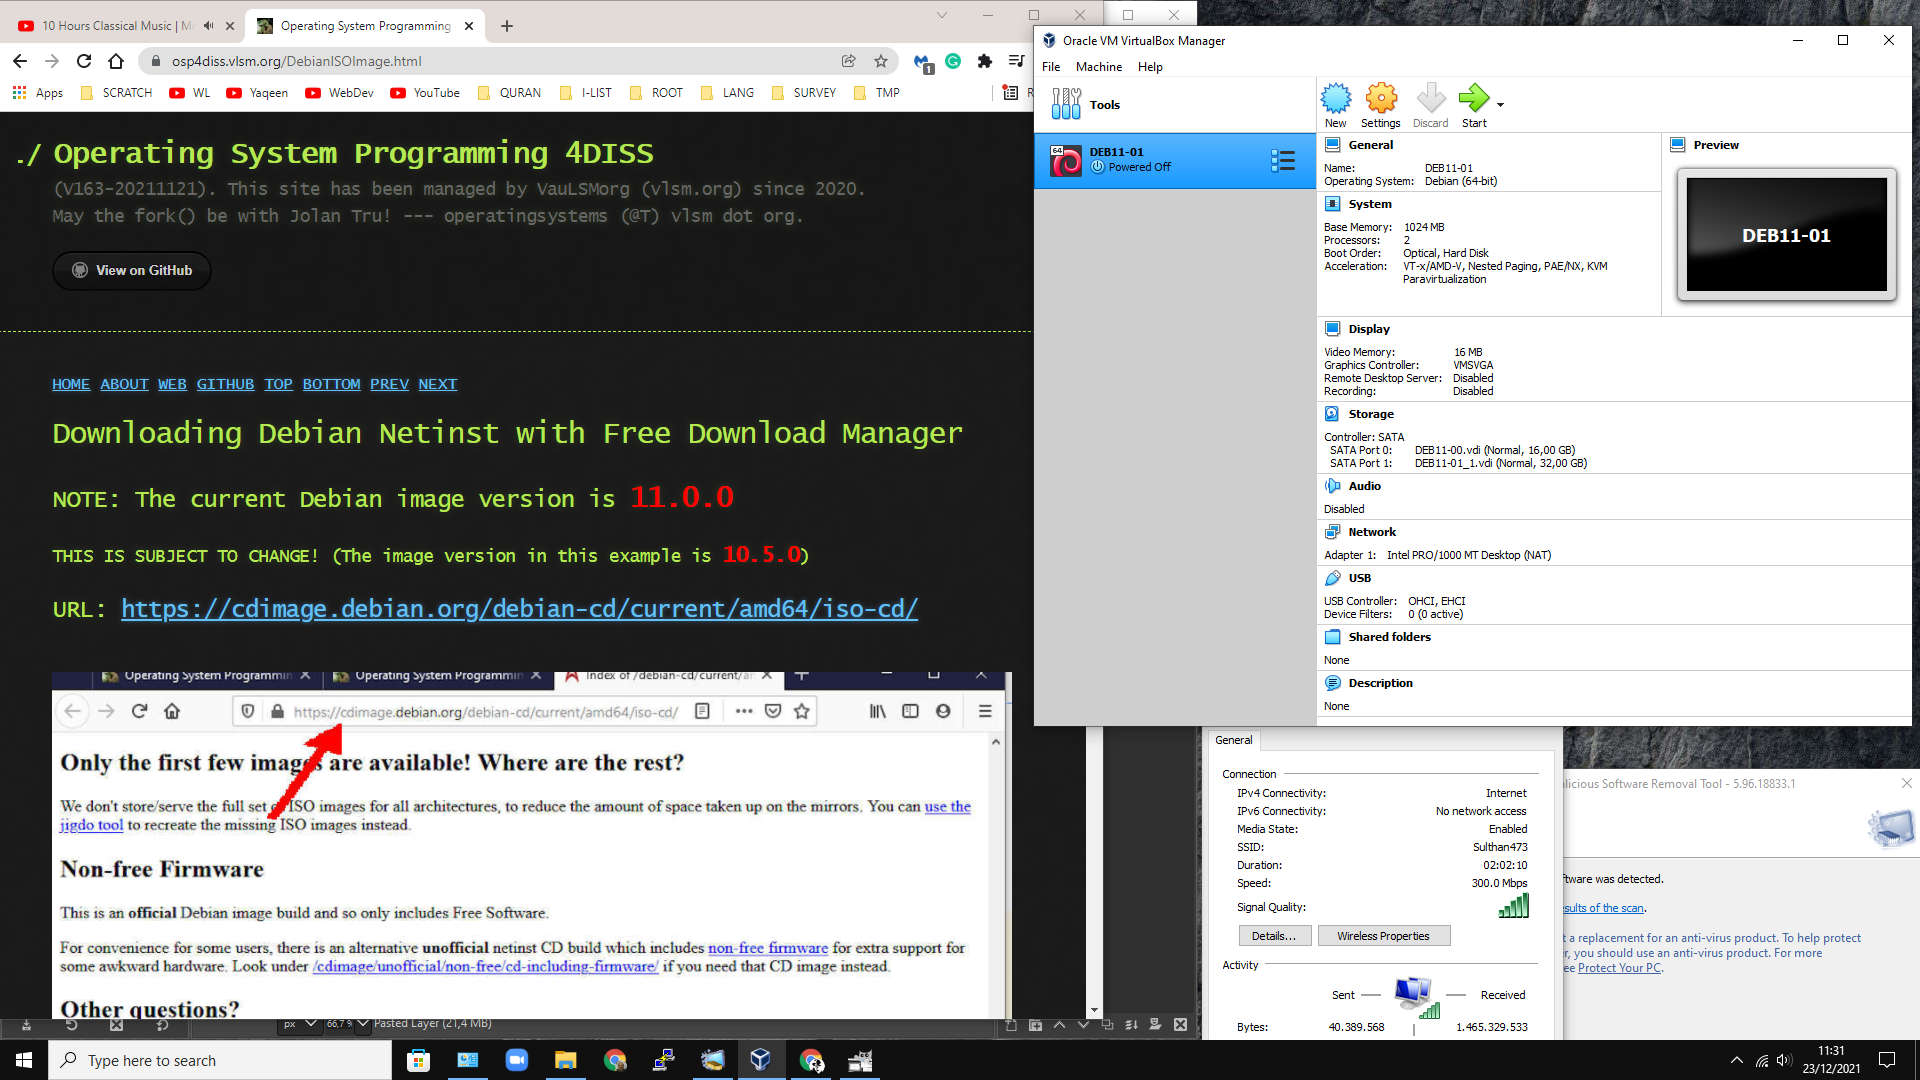 10 Hours Classical Music | M
Operating System Programming
osp4diss.vlsm.org/DebianISOImage.html
1
Apps
SCRATCH
WL
Yaqeen
WebDev
YouTube
QURAN
I-LIST
ROOT
LANG
SURVEY
TMP
R
./ Operating System Programming 4DISS
(V163-20211121). This site has been managed by VauLSMorg (vlsm.org) since 2020.
May the fork() be with Jolan Tru! --- operatingsystems (@T) vlsm dot org.
View on GitHub
HOME ABOUT WEB GITHUB TOP BOTTOM PREV NEXT
Downloading Debian Netinst with Free Download Manager
NOTE: The current Debian image version is 11.0.0
THIS IS SUBJECT TO CHANGE! (The image version in this example is 10.5.0)
URL: https://cdimage.debian.org/debian-cd/current/amd64/iso-cd/
Operating System Programmin
Operating System Programmin
Index of /debian-cd/current/am
https://cdimage.debian.org/debian-cd/current/amd64/iso-cd/
Only the first few images are available! Where are the rest?
We don't store/serve the full set of ISO images for all architectures, to reduce the amount of space taken up on the mirrors. You can use the
jigdo tool to recreate the missing ISO images instead.
Non-free Firmware
This is an official Debian image build and so only includes Free Software.
For convenience for some users, there is an alternative unofficial netinst CD build which includes non-free firmware for extra support for
some awkward hardware. Look under /cdimage/unofficial/non-free/cd-including-firmware/ if you need that CD image instead.
Other questions?
px
66,7 %
Pasted Layer (21,4 MB)
Oracle VM VirtualBox Manager
File Machine Help
Tools
64
DEB11-01
Powered Off
New
Settings
Discard
Start
General
Name: DEB11-01
Operating System: Debian (64-bit)
System
Base Memory: 1024 MB
Processors: 2
Boot Order: Optical, Hard Disk
Acceleration: VT-x/AMD-V, Nested Paging, PAE/NX, KVM
Paravirtualization
Preview
DEB11-01
Display
Video Memory: 16 MB
Graphics Controller: VMSVGA
Remote Desktop Server: Disabled
Recording: Disabled
Storage
Controller: SATA
SATA Port 0: DEB11-00.vdi (Normal, 16,00 GB)
SATA Port 1: DEB11-01_1.vdi (Normal, 32,00 GB)
Audio
Disabled
Network
Adapter 1: Intel PRO/1000 MT Desktop (NAT)
USB
USB Controller: OHCI, EHCI
Device Filters: 0 (0 active)
Shared folders
None
Description
None
General
Connection
IPv4 Connectivity: Internet
IPv6 Connectivity: No network access
Media State: Enabled
SSID: Sulthan473
Duration: 02:02:10
Speed: 300.0 Mbps
Signal Quality:
Details...
Wireless Properties
Activity
Sent
Received
Bytes: 40.389.568 1.465.329.533
licious Software Removal Tool - 5.96.18833.1
ftware was detected.
sults of the scan.
t a replacement for an anti-virus product. To help protect
r, you should use an anti-virus product. For more
ee Protect Your PC.
Type here to search
11:31
23/12/2021